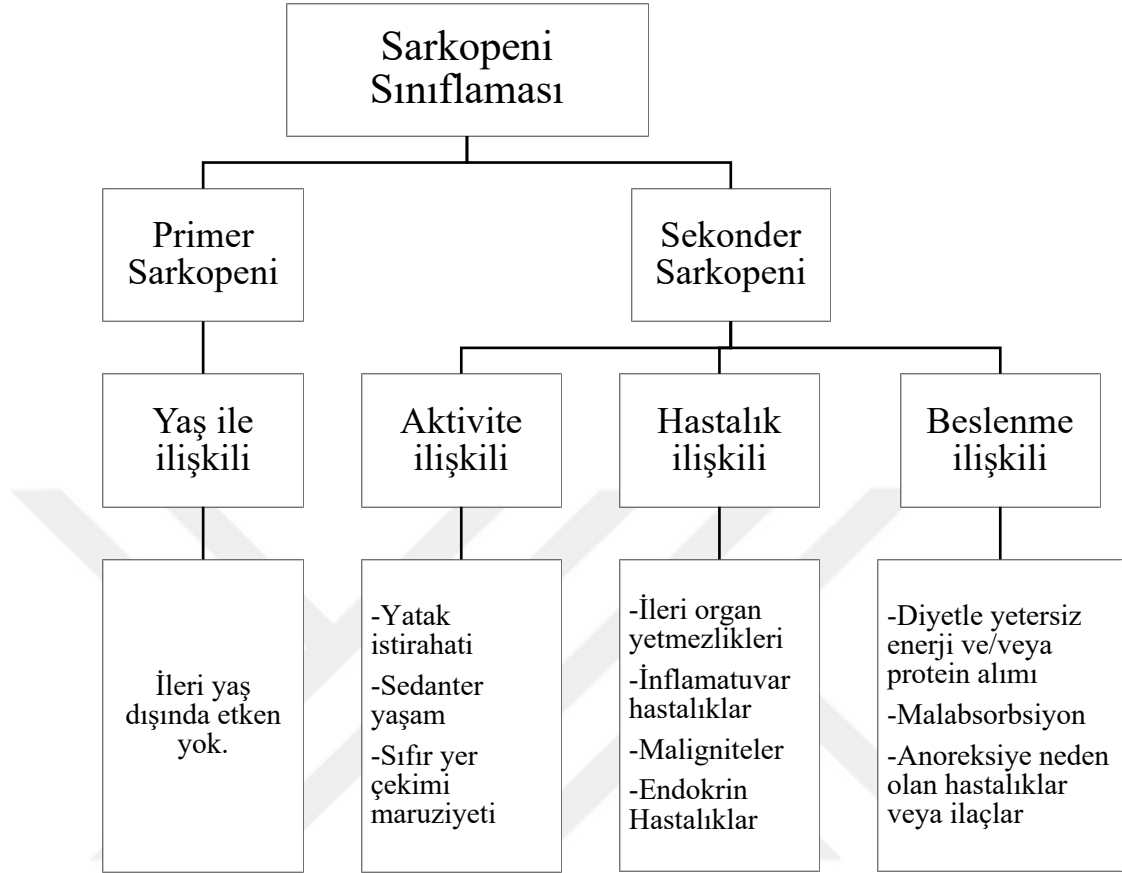 Sarkopeni
Sınıflaması
Primer
Sarkopeni
Sekonder
Sarkopeni
Yaş ile
ilişkili
Aktivite
ilişkili
Hastalık
ilişkili
Beslenme
ilişkili
İleri yaş
dışında etken
yok.
-Yatak
istirahati
-Sedanter
yaşam
-Sıfır yer
çekimi
maruziyeti
-İleri organ
yetmezlikleri
-İnflamatuvar
hastalıklar
-Maligniteler
-Endokrin
Hastalıklar
-Diyetle yetersiz
enerji ve/veya
protein alımı
-Malabsorbsiyon
-Anoreksiye neden
olan hastalıklar
veya ilaçlar